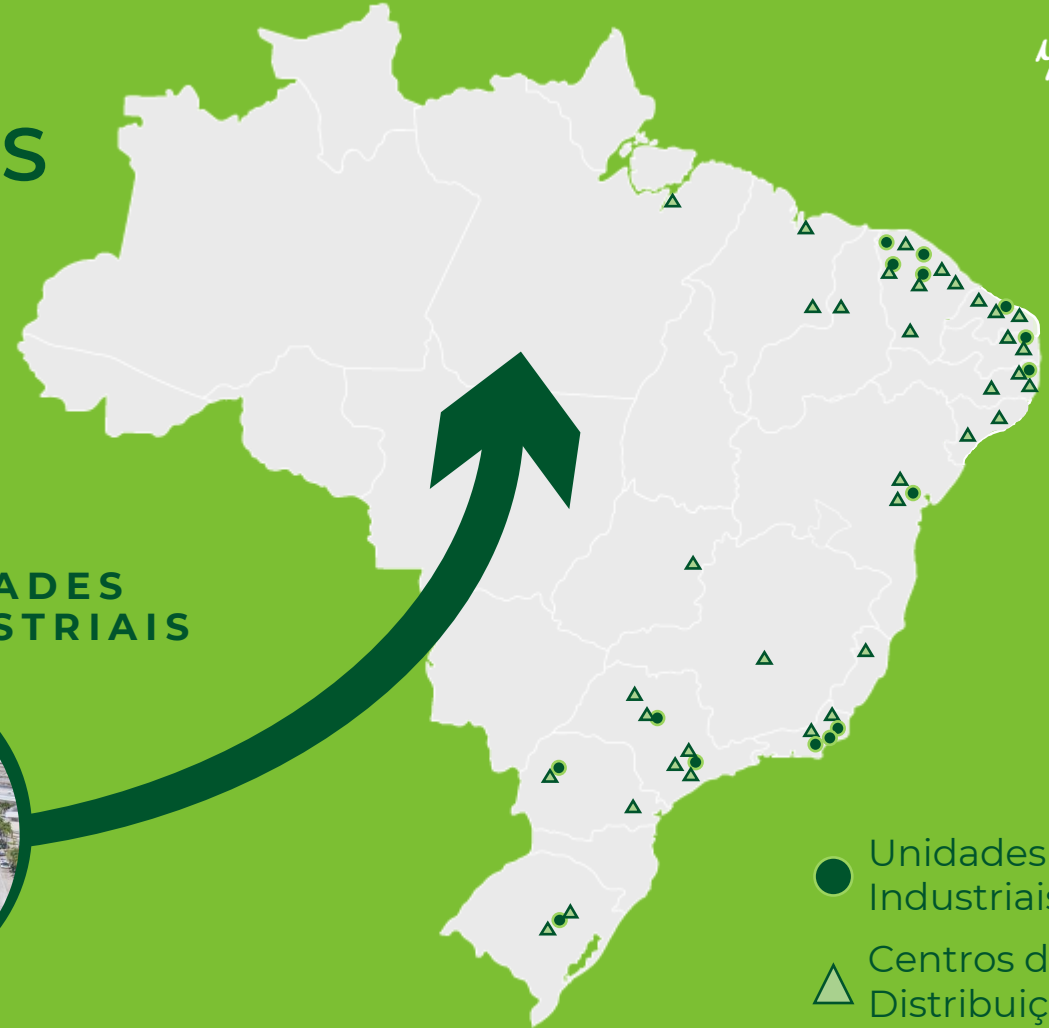 S
ADES
STRIAIS
Unidades
Industriais
Centros d
Distribuiç